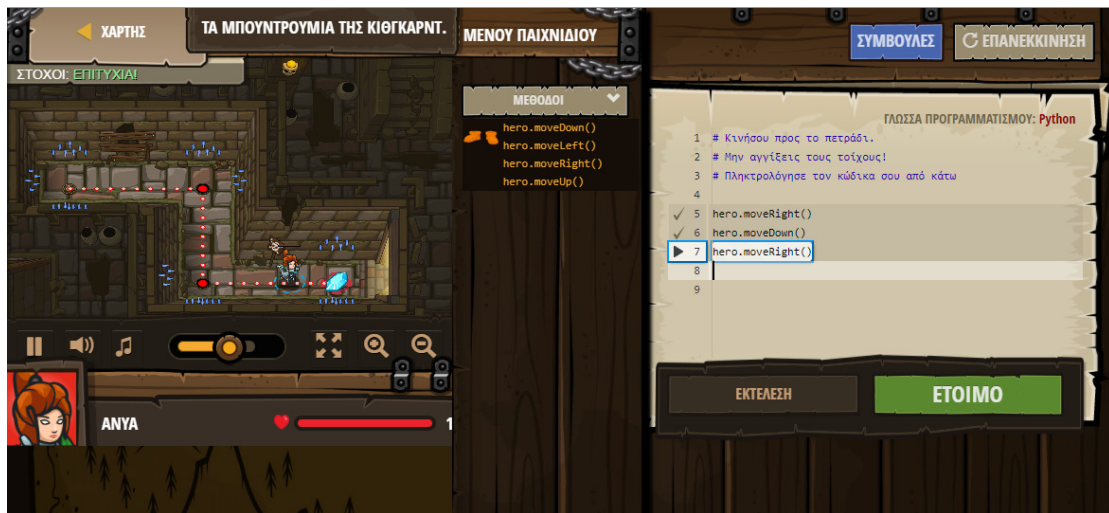 ΧΑΡΤΗΣ
ΤΑ ΜΠΟΥΝΤΡΟΥΜΙΑ ΤΗΣ ΚΙΘΓΚΑΡΝΤ.
ΣΤΟΧΟΙ: ΕΠΙΤΥΧΙΑ!
ΜΕΝΟΥ ΠΑΙΧΝΙΔΙΟΥ
ΜΕΘΟΔΟΙ
hero.moveDown()
hero.moveLeft()
hero.moveRight()
hero.moveUp()
ΣΥΜΒΟΥΛΕΣ
ΕΠΑΝΕΚΚΙΝΗΣΗ
ΓΛΩΣΣΑ ΠΡΟΓΡΑΜΜΑΤΙΣΜΟΥ: Python
1 # Κινήσου προς το πετράδι.
2 # Μην αγγίξεις τους τοίχους!
3 # Πληκτρολόγησε τον κώδικα σου από κάτω
4
5 hero.moveRight()
6 hero.moveDown()
7 hero.moveRight()
8
9
ΕΚΤΕΛΕΣΗ
ΕΤΟΙΜΟ
ΑΝΥΑ
1